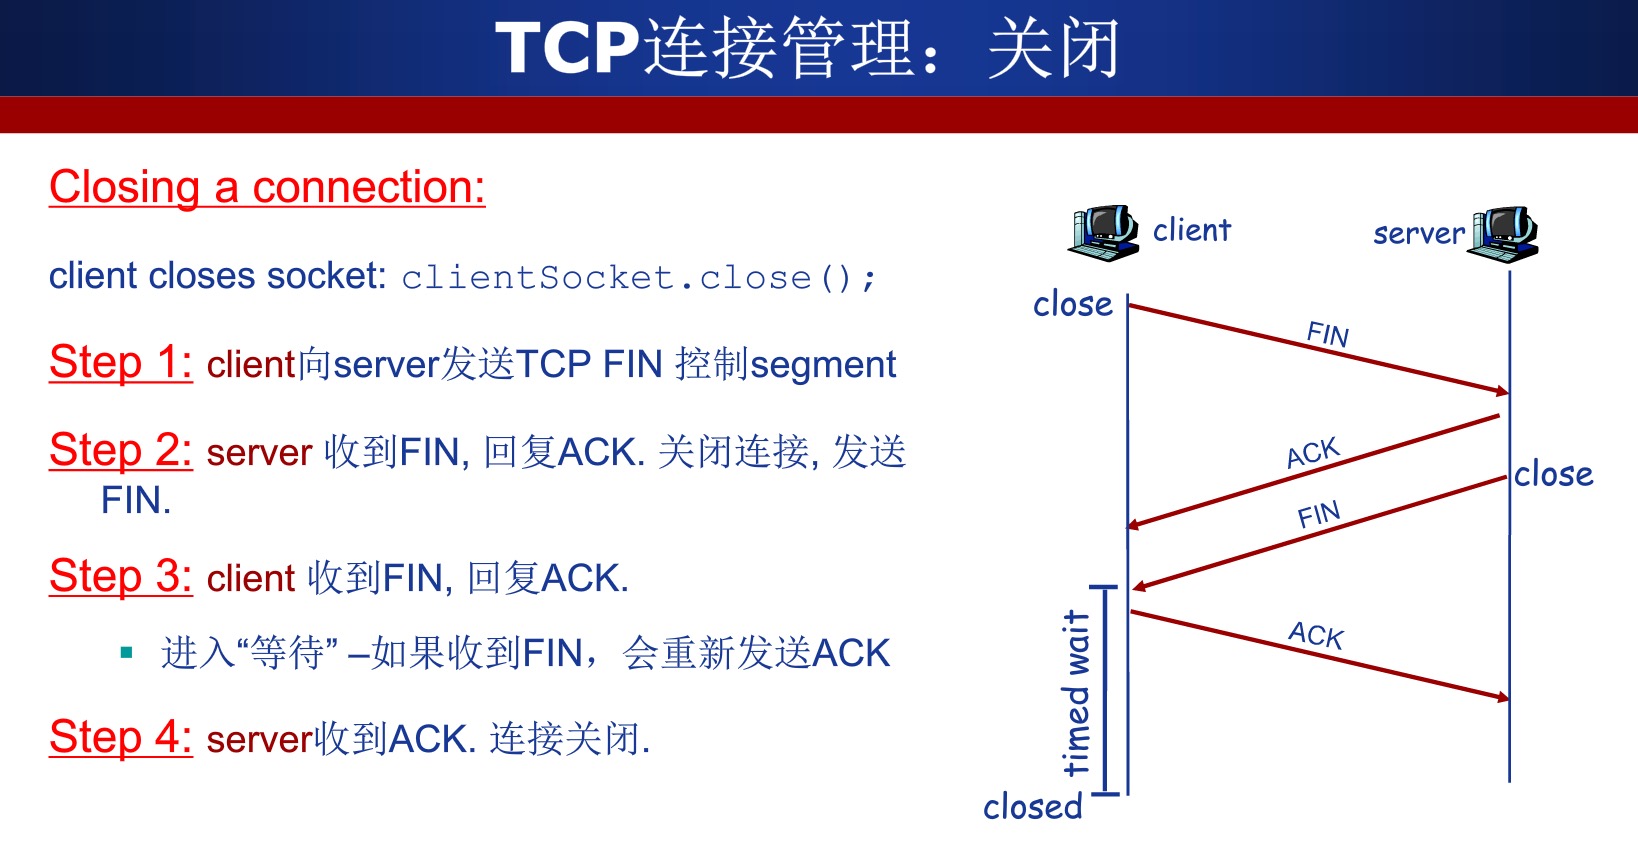 TCP连接管理：关闭
Closing a connection:
client closes socket: clientSocket.close();
Step 1: client向server发送TCP FIN 控制segment
Step 2: server 收到FIN, 回复ACK. 关闭连接, 发送
FIN.
Step 3: client 收到FIN, 回复ACK.
▪ 进入“等待” –如果收到FIN，会重新发送ACK
Step 4: server收到ACK. 连接关闭.
client
server
close
FIN
ACK
close
FIN
ACK
timed wait
closed